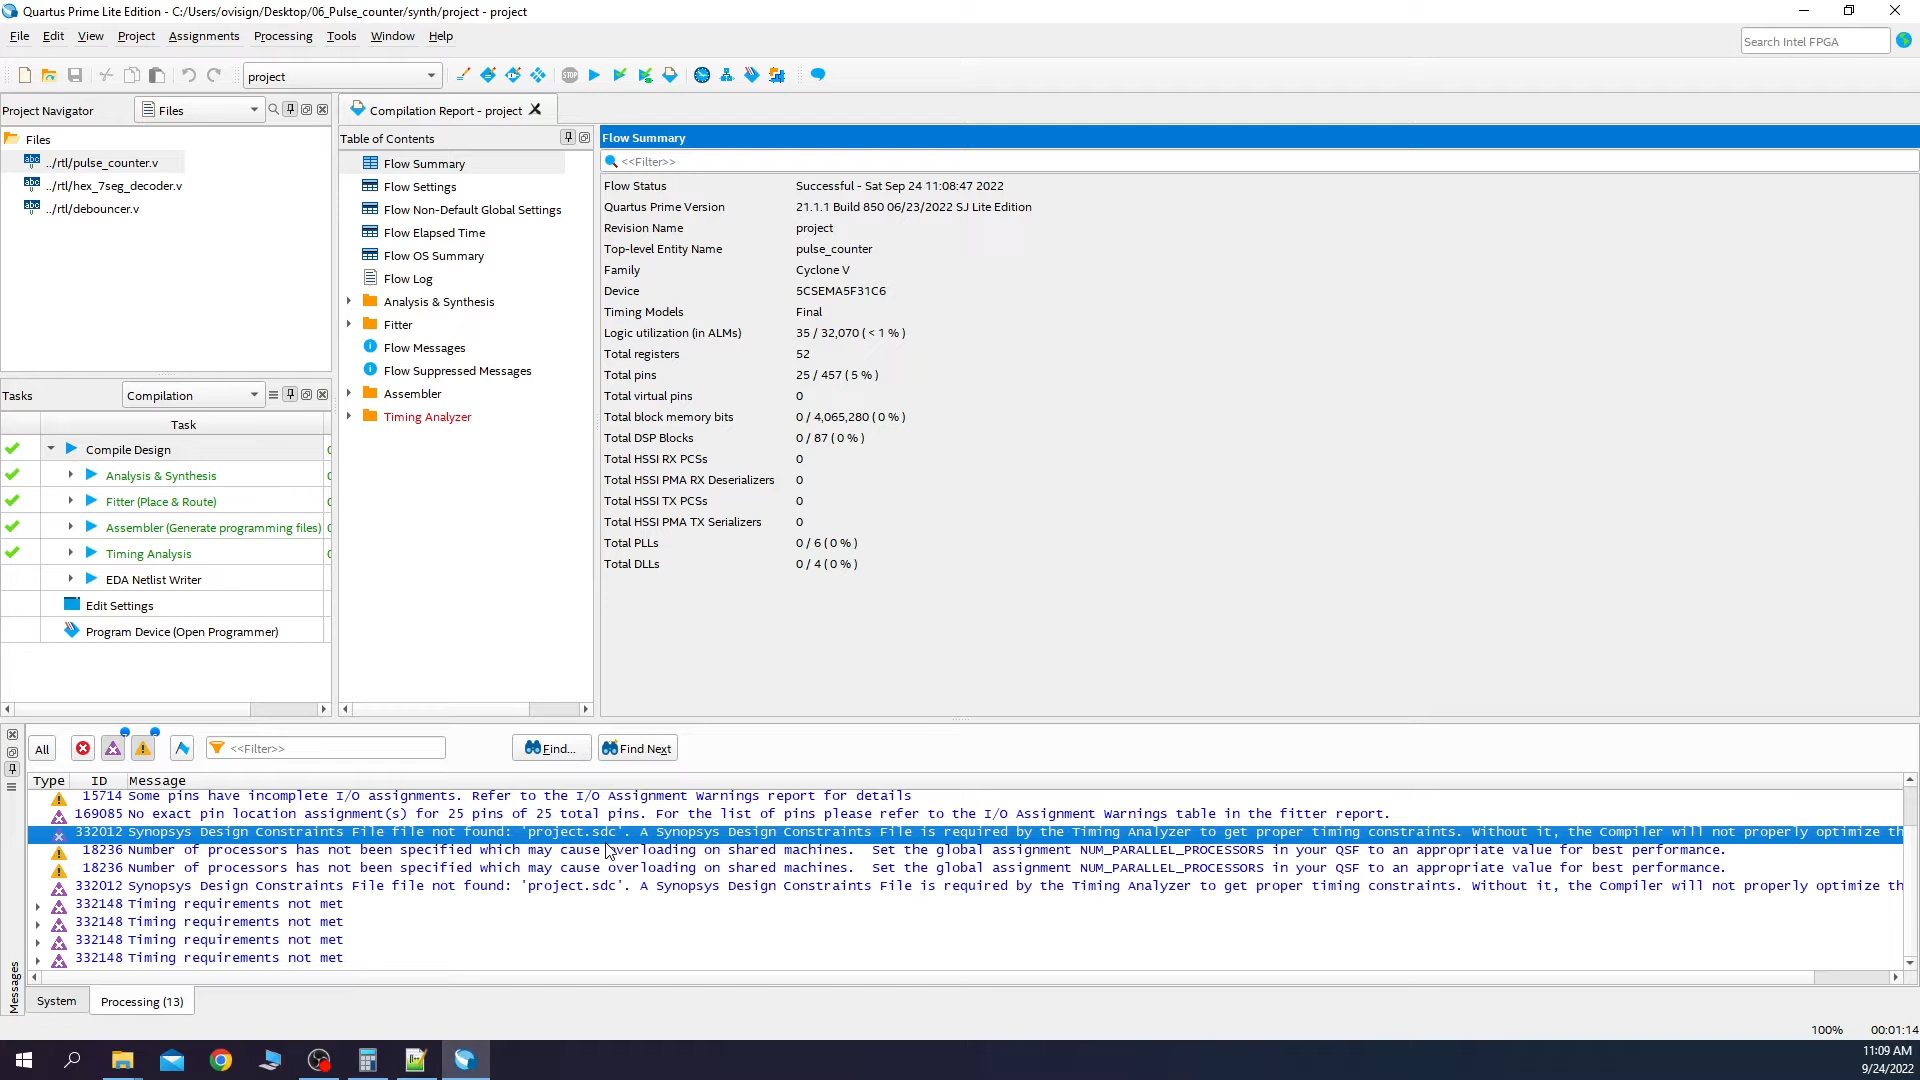 Quartus Prime Lite Edition - C:/Users/ovisign/Desktop/06_Pulse_counter/synth/project - project
File Edit View Project Assignments Processing Tools Window Help
Search Intel FPGA
project
STOP
Project Navigator
Files
Files
../rtl/pulse_counter.v
../rtl/hex_7seg_decoder.v
../rtl/debouncer.v
Tasks
Compilation
Task
Compile Design
Analysis & Synthesis
Fitter (Place & Route)
Assembler (Generate programming files)
Timing Analysis
EDA Netlist Writer
Edit Settings
Program Device (Open Programmer)
Compilation Report - project
Table of Contents
Flow Summary
Flow Settings
Flow Non-Default Global Settings
Flow Elapsed Time
Flow OS Summary
Flow Log
Analysis & Synthesis
Fitter
Flow Messages
Flow Suppressed Messages
Assembler
Timing Analyzer
Flow Summary
<<Filter>>
Flow Status Successful - Sat Sep 24 11:08:47 2022
Quartus Prime Version 21.1.1 Build 850 06/23/2022 SJ Lite Edition
Revision Name project
Top-level Entity Name pulse_counter
Family Cyclone V
Device 5CSEMA5F31C6
Timing Models Final
Logic utilization (in ALMs) 35 / 32,070 ( < 1 % )
Total registers 52
Total pins 25 / 457 ( 5 % )
Total virtual pins 0
Total block memory bits 0 / 4,065,280 ( 0 % )
Total DSP Blocks 0 / 87 ( 0 % )
Total HSSI RX PCSs 0
Total HSSI PMA RX Deserializers 0
Total HSSI TX PCSs 0
Total HSSI PMA TX Serializers 0
Total PLLs 0 / 6 ( 0 % )
Total DLLs 0 / 4 ( 0 % )
All
<<Filter>>
Find...
Find Next
Type ID Message
15714 Some pins have incomplete I/O assignments. Refer to the I/O Assignment Warnings report for details
169085 No exact pin location assignment(s) for 25 pins of 25 total pins. For the list of pins please refer to the I/O Assignment Warnings table in the fitter report.
332012 Synopsys Design Constraints File file not found: 'project.sdc'. A Synopsys Design Constraints File is required by the Timing Analyzer to get proper timing constraints. Without it, the Compiler will not properly optimize th
18236 Number of processors has not been specified which may cause overloading on shared machines. Set the global assignment NUM_PARALLEL_PROCESSORS in your QSF to an appropriate value for best performance.
18236 Number of processors has not been specified which may cause overloading on shared machines. Set the global assignment NUM_PARALLEL_PROCESSORS in your QSF to an appropriate value for best performance.
332012 Synopsys Design Constraints File file not found: 'project.sdc'. A Synopsys Design Constraints File is required by the Timing Analyzer to get proper timing constraints. Without it, the Compiler will not properly optimize th
332148 Timing requirements not met
332148 Timing requirements not met
332148 Timing requirements not met
332148 Timing requirements not met
Messages
System
Processing (13)
100% 00:01:14
11:09 AM
9/24/2022